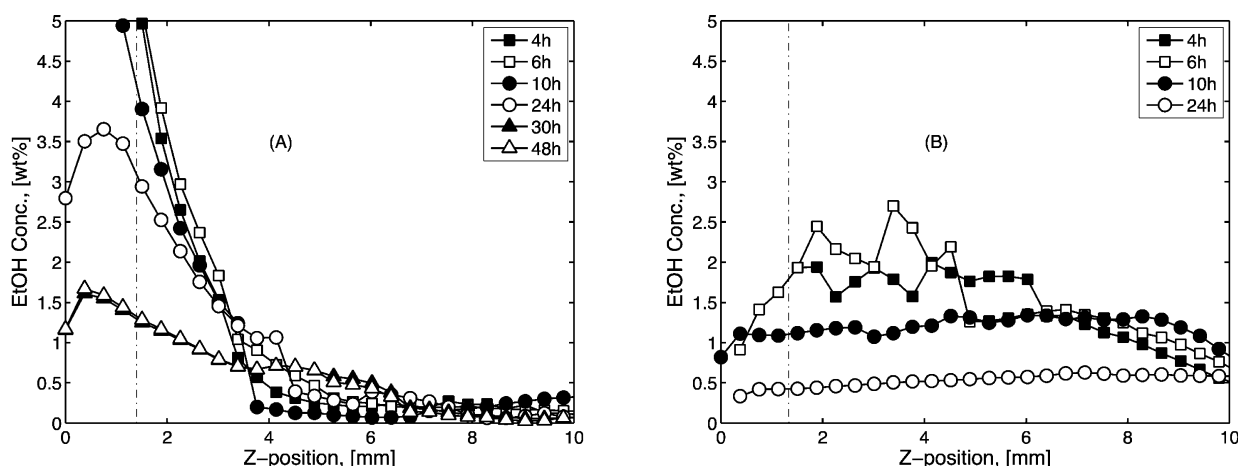 5
4.5
4
3.5
3
2.5
2
1.5
1
0.5
0
EtOH Conc., [wt%]
0 2 4 6 8 10
Z−position, [mm]
(A)
4h
6h
10h
24h
30h
48h
5
4.5
4
3.5
3
2.5
2
1.5
1
0.5
0
EtOH Conc., [wt%]
0 2 4 6 8 10
Z−position, [mm]
(B)
4h
6h
10h
24h